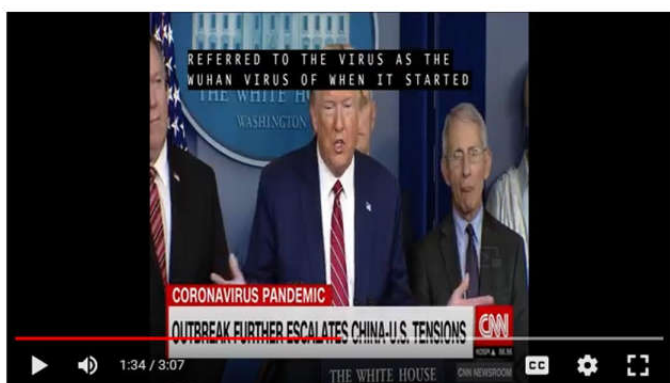 REFERRED TO THE VIRUS AS THE
WUHAN VIRUS OF WHEN IT STARTED
THE WHITE
WASHINGTON
CORONAVIRUS PANDEMIC
OUTBREAK FURTHER ESCALATES CHINA-U.S. TENSIONS
CNN
1:34 / 3:07
THE WHITE HOUSE
CNN NEWSROOM
CC